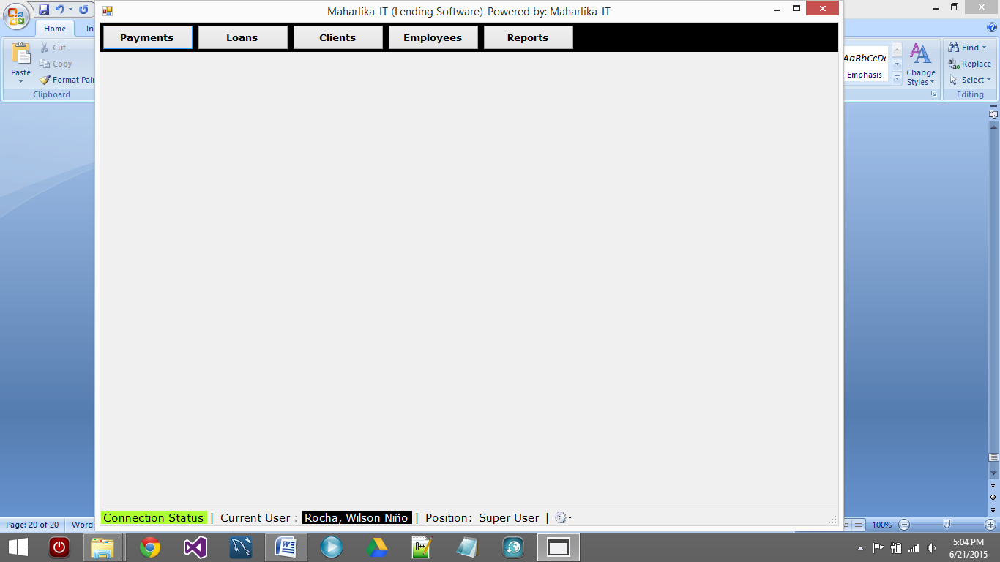 Maharlika-IT (Lending Software)-Powered by: Maharlika-IT
Home In
Payments Loans Clients Employees Reports
Cut
Copy
Format Pai
Paste
Clipboard
AaBbCcD
Emphasis
Change
Styles
Find
Replace
Select
Editing
Connection Status | Current User : Rocha, Wilson Niño | Position: Super User |
Page: 20 of 20 Words
100%
5:04 PM
6/21/2015